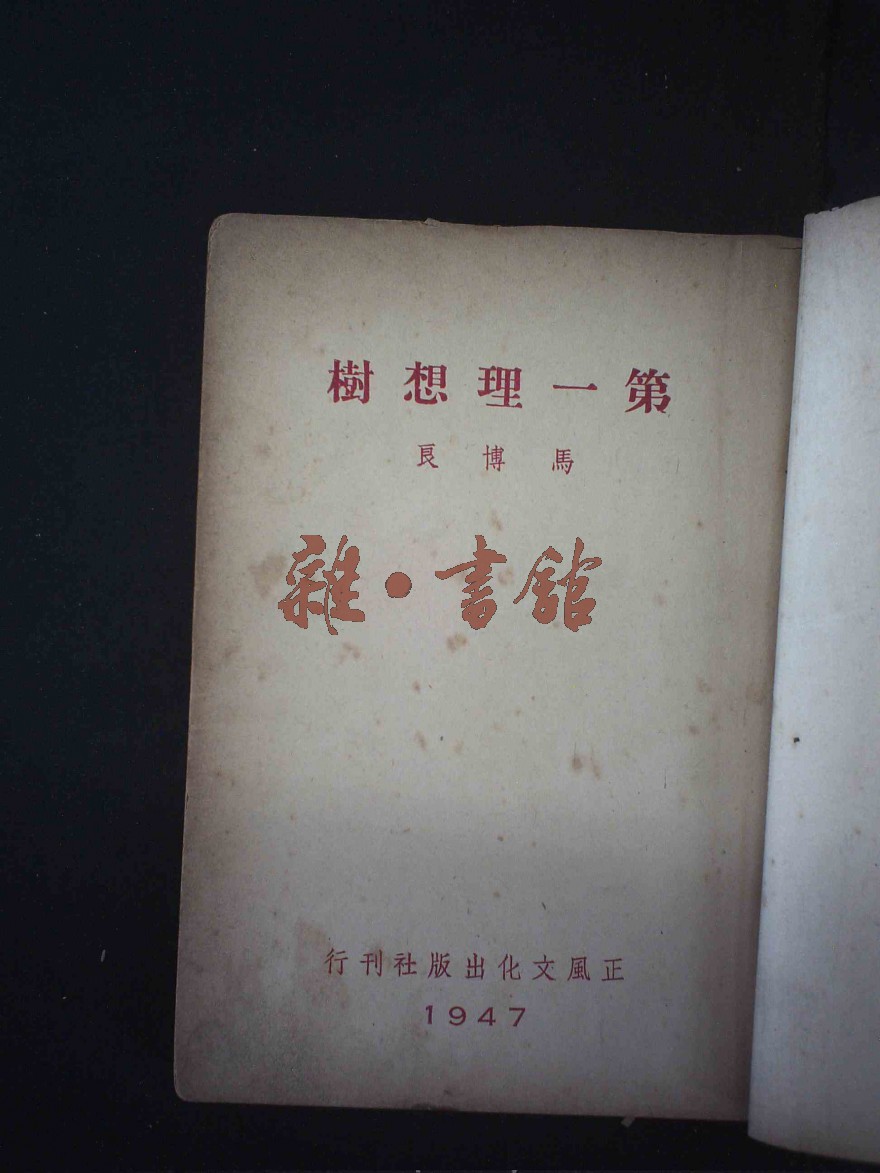 第一理想樹
馬博良
雜·書館
正風文化出版社刊行
1947